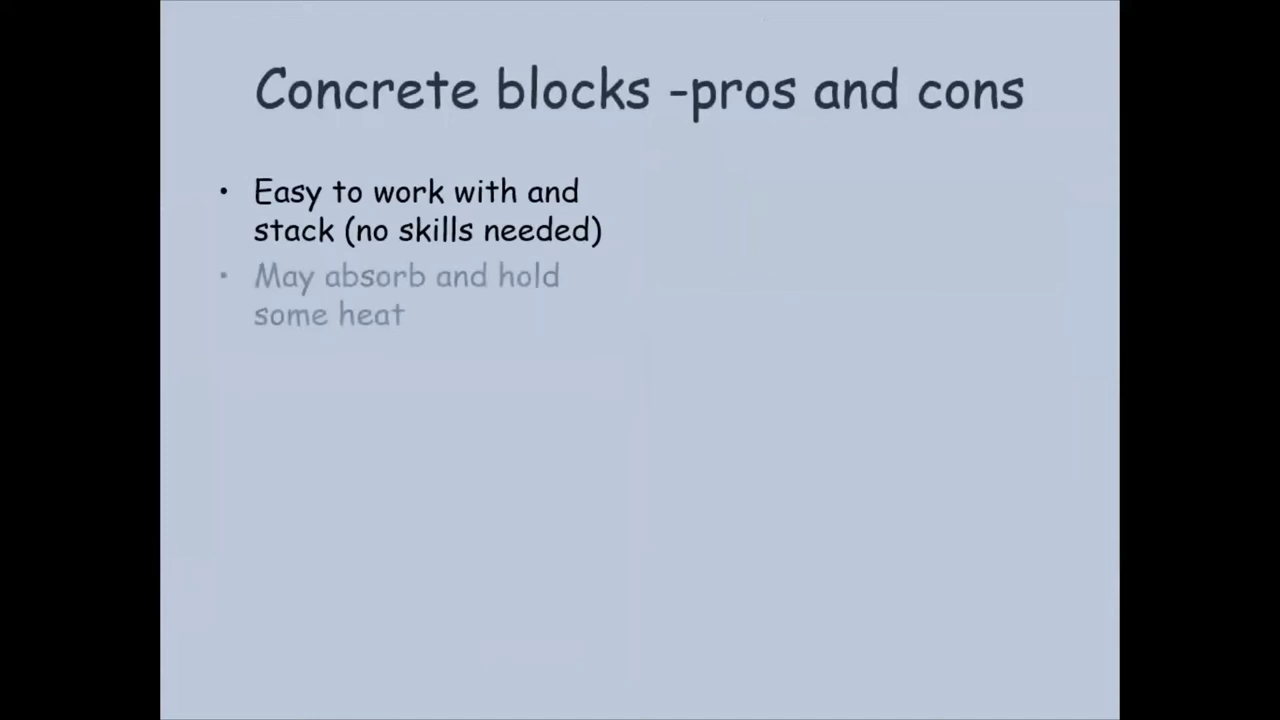 Concrete blocks -pros and cons
• Easy to work with and
stack (no skills needed)
• May absorb and hold
some heat